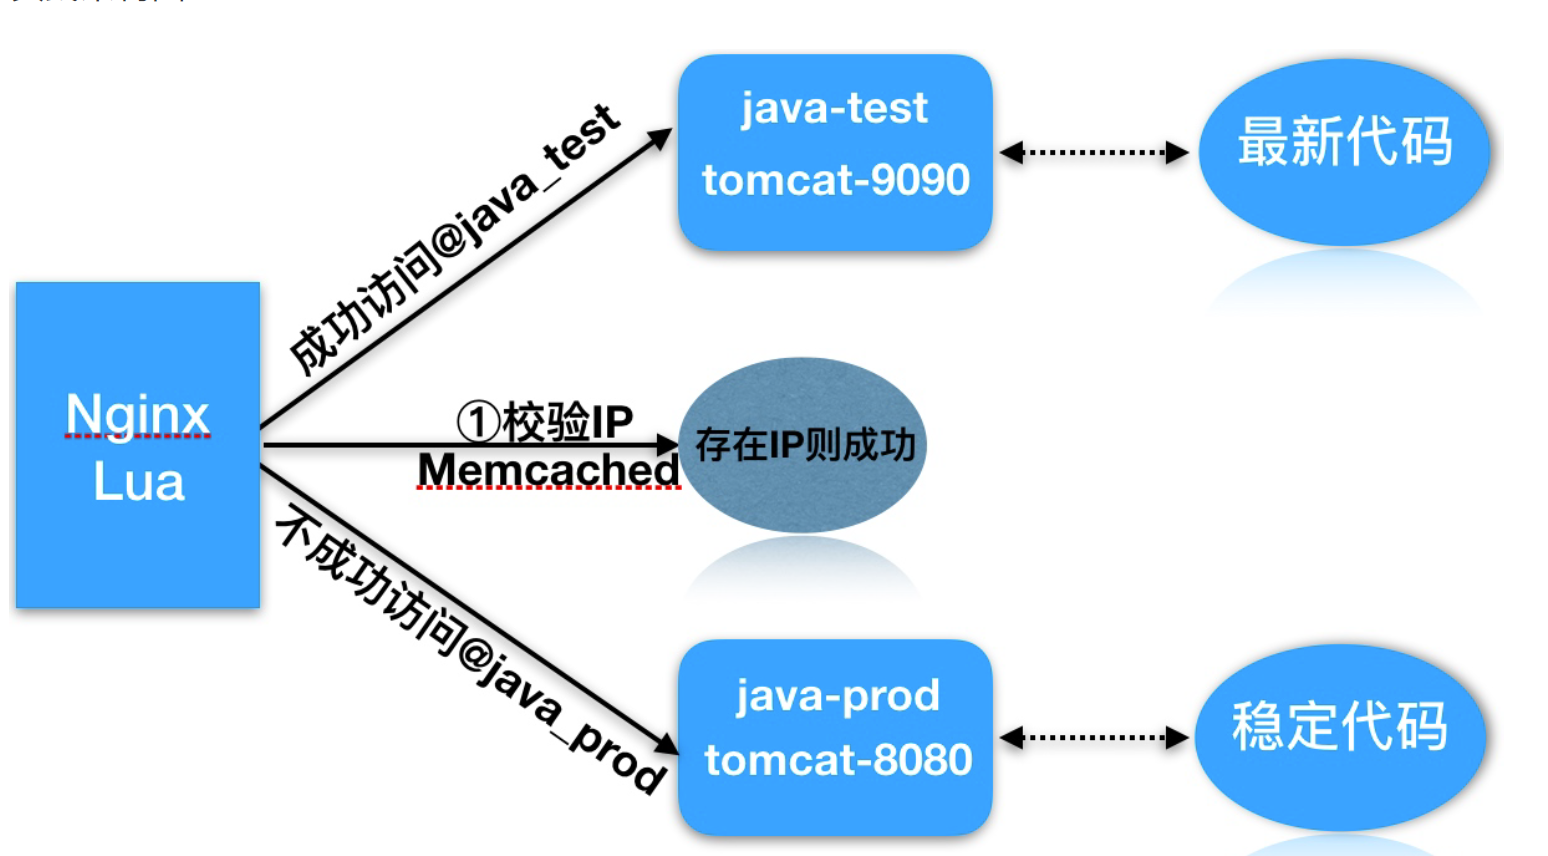 java-test
tomcat-9090
最新代码
成功访问@java_test
Nginx
Lua
①校验IP
Memcached
存在IP则成功
不成功访问@java_prod
java-prod
tomcat-8080
稳定代码